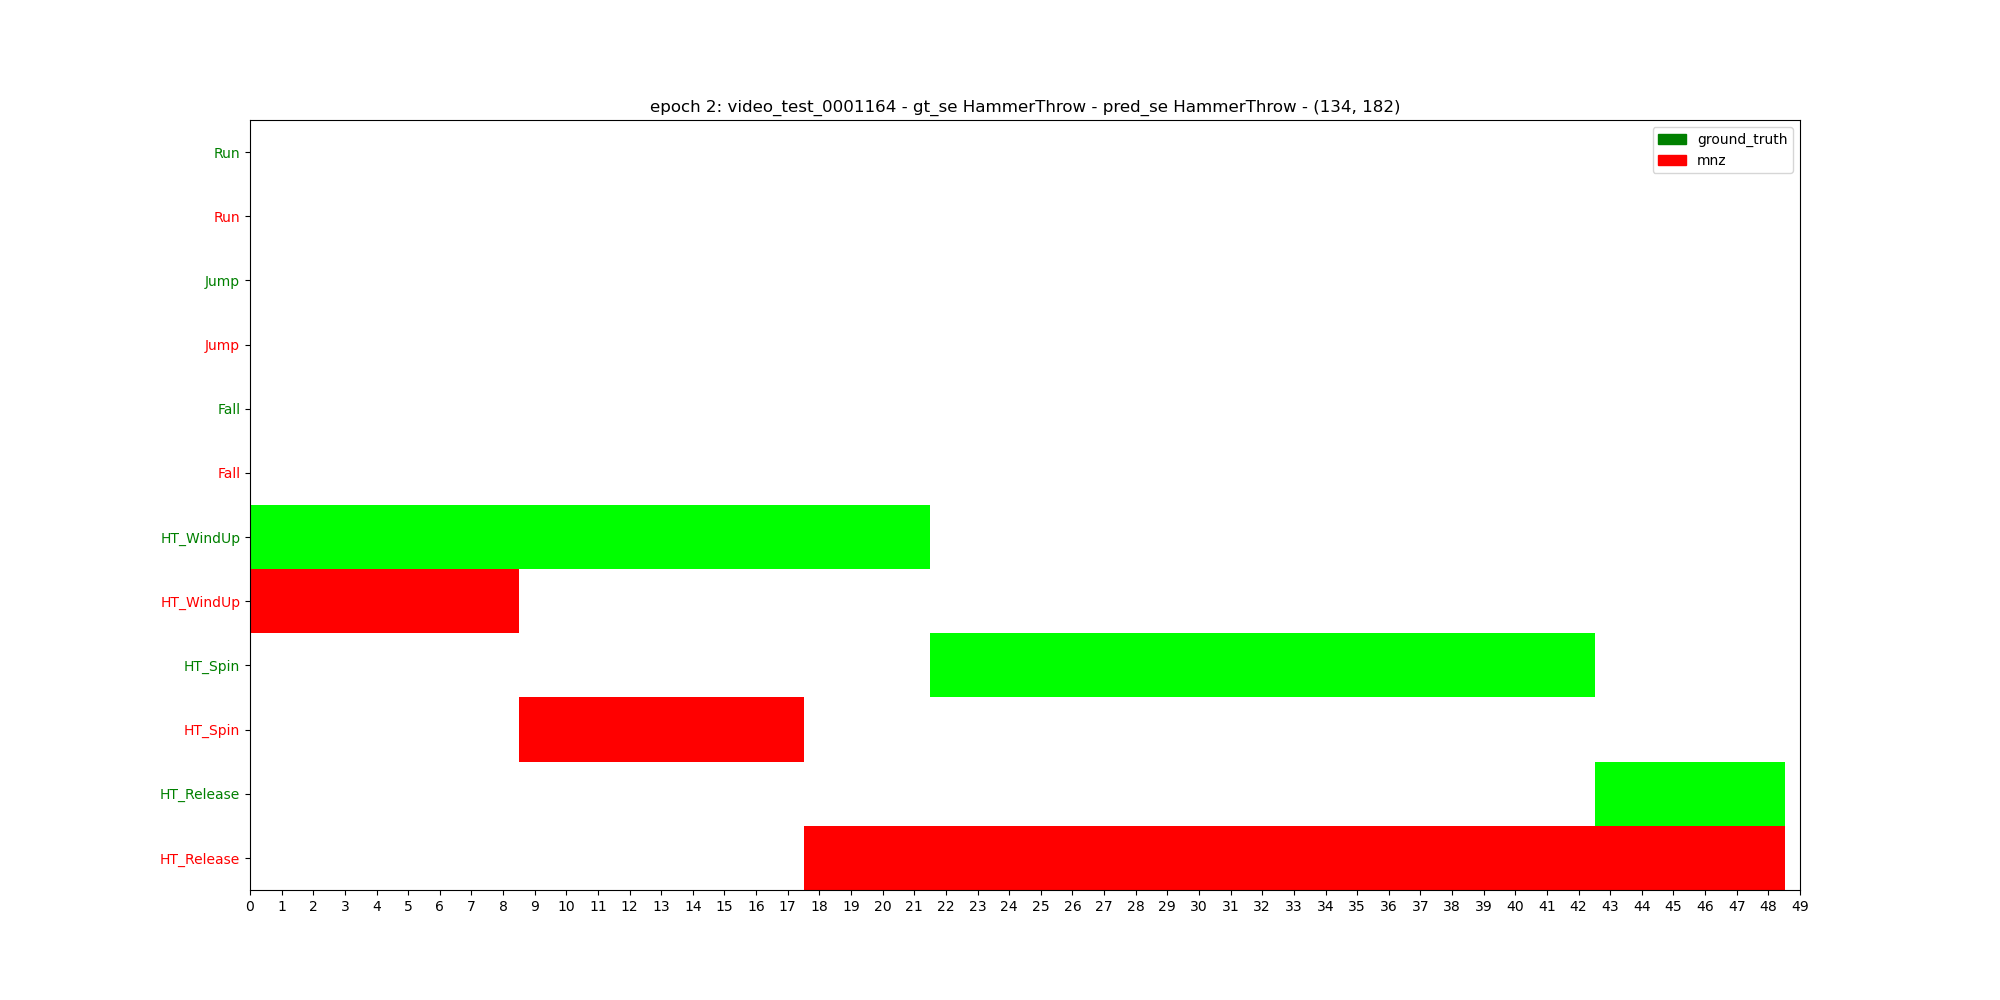 epoch 2: video_test_0001164 - gt_se HammerThrow - pred_se HammerThrow - (134, 182)
ground_truth
mnz
Run
Run
Jump
Jump
Fall
Fall
HT_WindUp
HT_WindUp
HT_Spin
HT_Spin
HT_Release
HT_Release
0 1 2 3 4 5 6 7 8 9 10 11 12 13 14 15 16 17 18 19 20 21 22 23 24 25 26 27 28 29 30 31 32 33 34 35 36 37 38 39 40 41 42 43 44 45 46 47 48 49